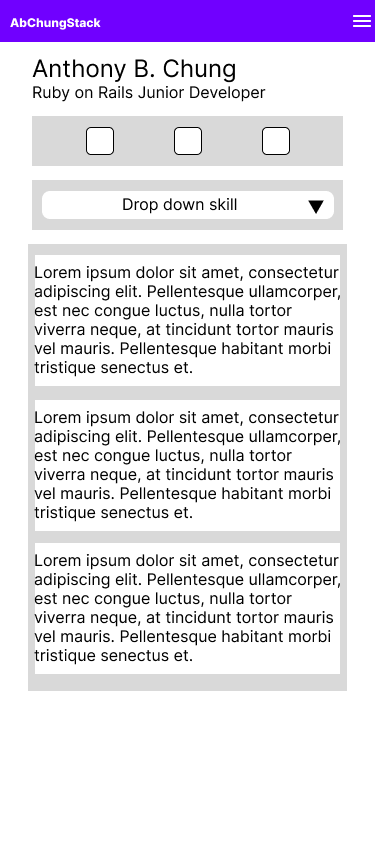 AbChungStack
Anthony B. Chung
Ruby on Rails Junior Developer
Drop down skill
Lorem ipsum dolor sit amet, consectetur
adipiscing elit. Pellentesque ullamcorper,
est nec congue luctus, nulla tortor
viverra neque, at tincidunt tortor mauris
vel mauris. Pellentesque habitant morbi
tristique senectus et.
Lorem ipsum dolor sit amet, consectetur
adipiscing elit. Pellentesque ullamcorper,
est nec congue luctus, nulla tortor
viverra neque, at tincidunt tortor mauris
vel mauris. Pellentesque habitant morbi
tristique senectus et.
Lorem ipsum dolor sit amet, consectetur
adipiscing elit. Pellentesque ullamcorper,
est nec congue luctus, nulla tortor
viverra neque, at tincidunt tortor mauris
vel mauris. Pellentesque habitant morbi
tristique senectus et.